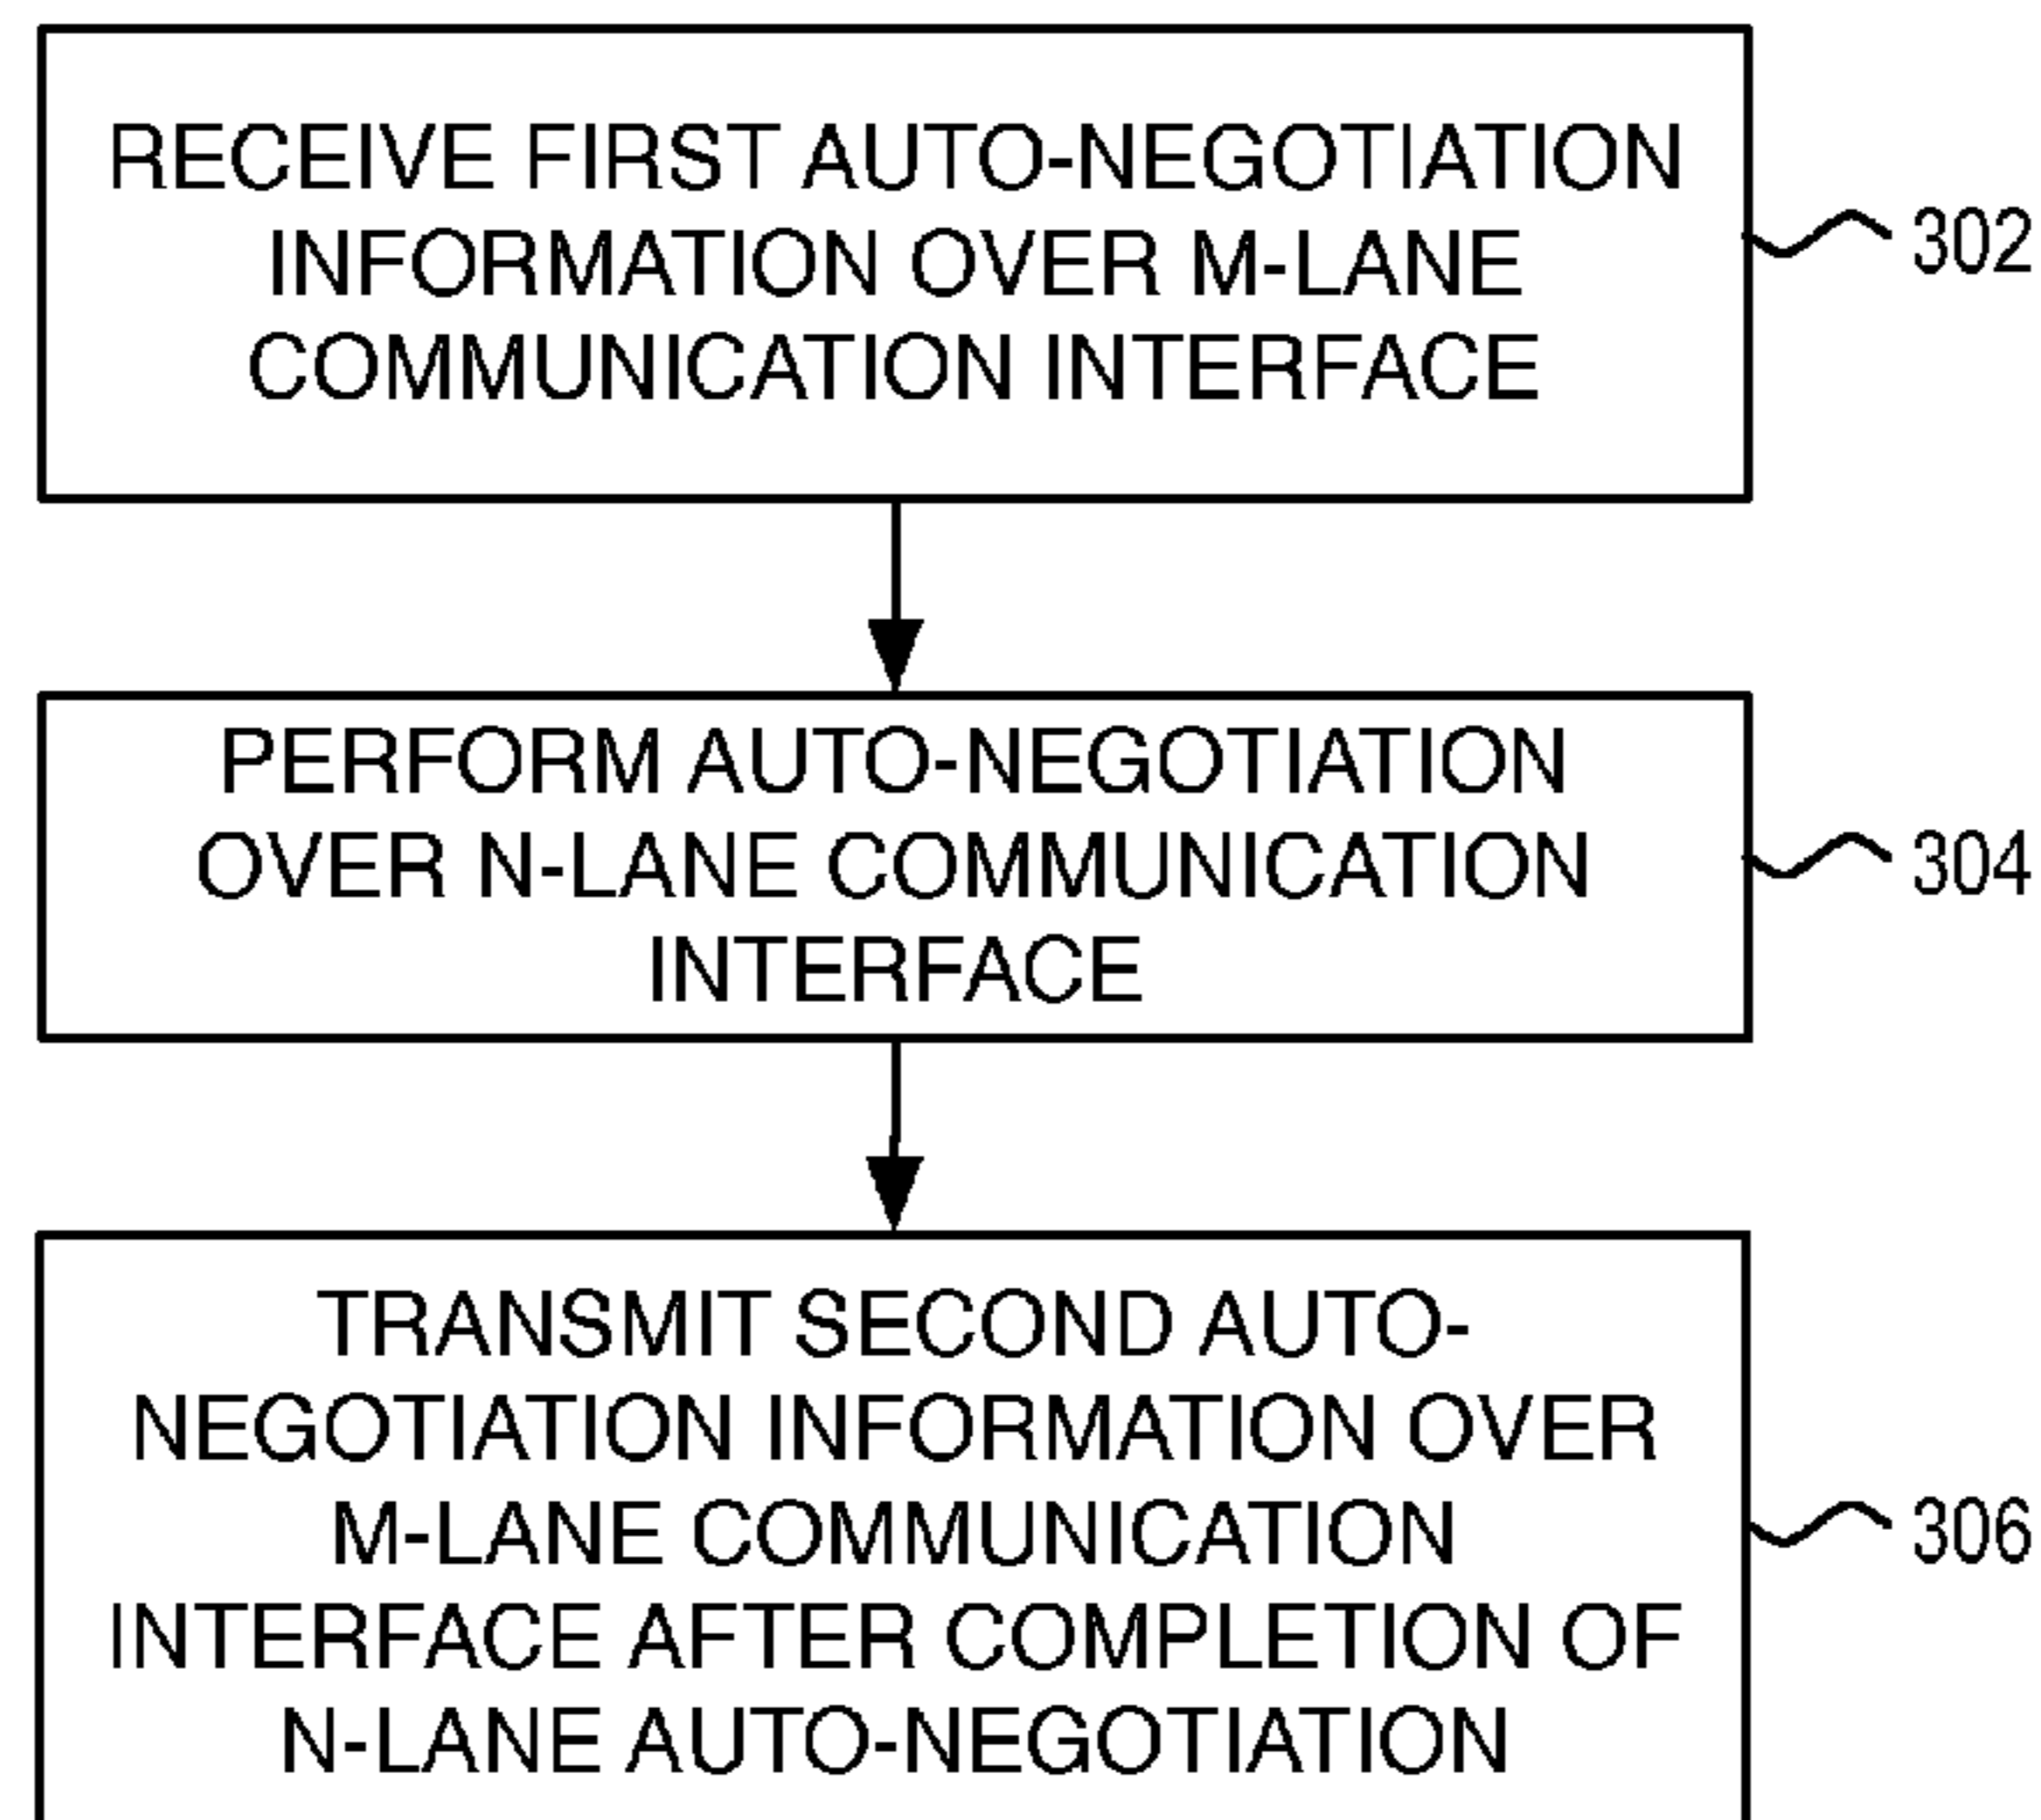 RECEIVE FIRST AUTO-NEGOTIATION
INFORMATION OVER M-LANE
COMMUNICATION INTERFACE
302
PERFORM AUTO-NEGOTIATION
OVER N-LANE COMMUNICATION
INTERFACE
304
TRANSMIT SECOND AUTO-
NEGOTIATION INFORMATION OVER
M-LANE COMMUNICATION
INTERFACE AFTER COMPLETION OF
N-LANE AUTO-NEGOTIATION
306